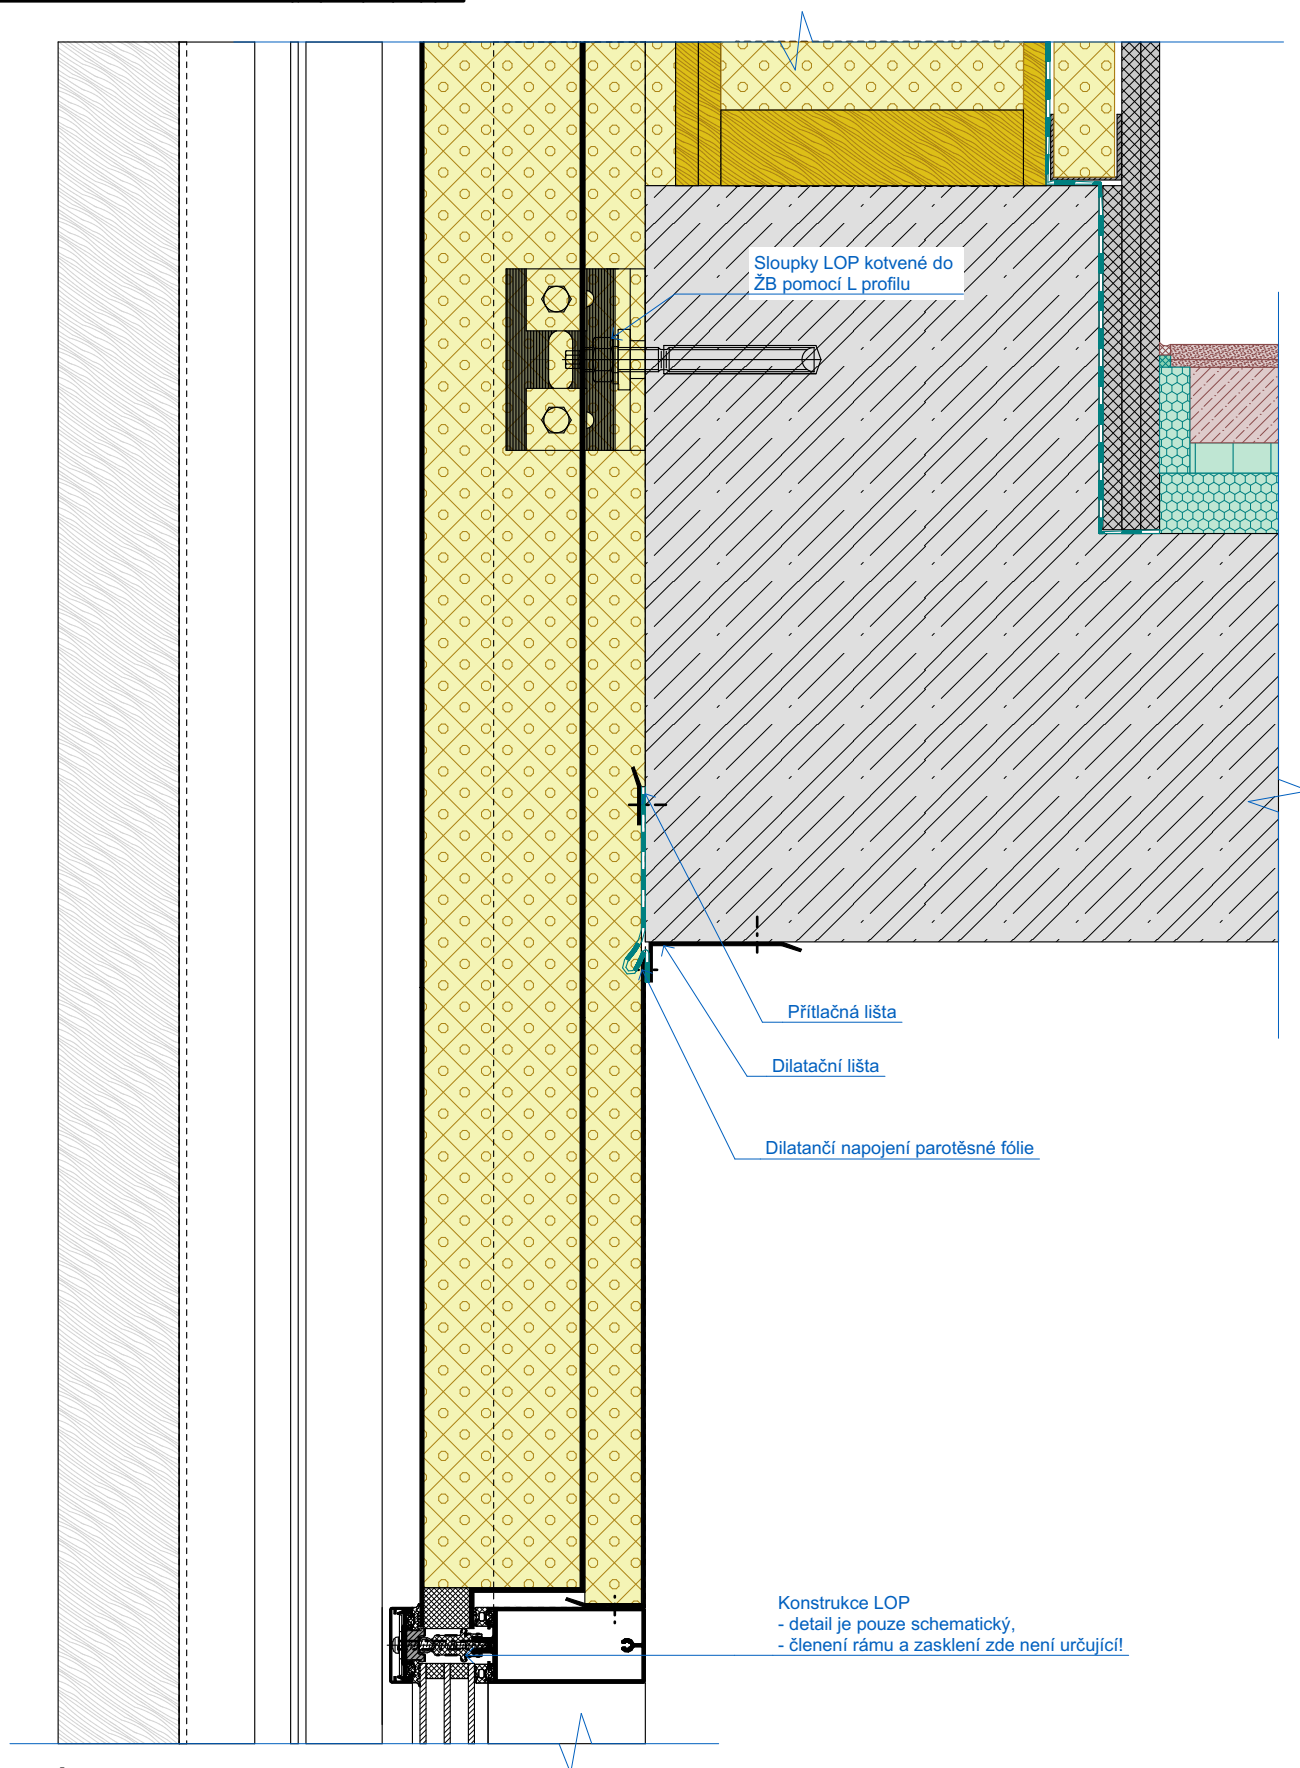 Sloupky LOP kotvené do
ŽB pomocí L profilu
Přítlačná lišta
Dilatační lišta
Dilatančí napojení parotěsné fólie
Konstrukce LOP
- detail je pouze schematický,
- členení rámu a zasklení zde není určující!